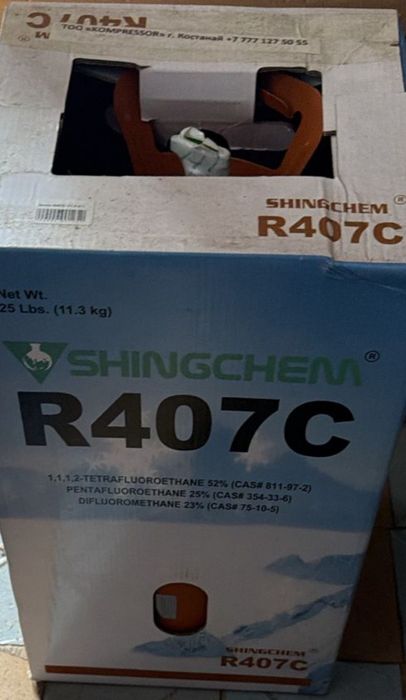 R407C
M ®
ТОО «KOMPRESSOR» г. Костанай +7 777 127 50 55
SHINGCHEM®
R407C
Net Wt.
25 Lbs. (11.3 kg)
SHINGCHEM®
R407C
1,1,1,2-TETRAFLUOROETHANE 52% (CAS# 811-97-2)
PENTAFLUOROETHANE 25% (CAS# 354-33-6)
DIFLUOROMETHANE 23% (CAS# 75-10-5)
SHINGCHEM®
R407C